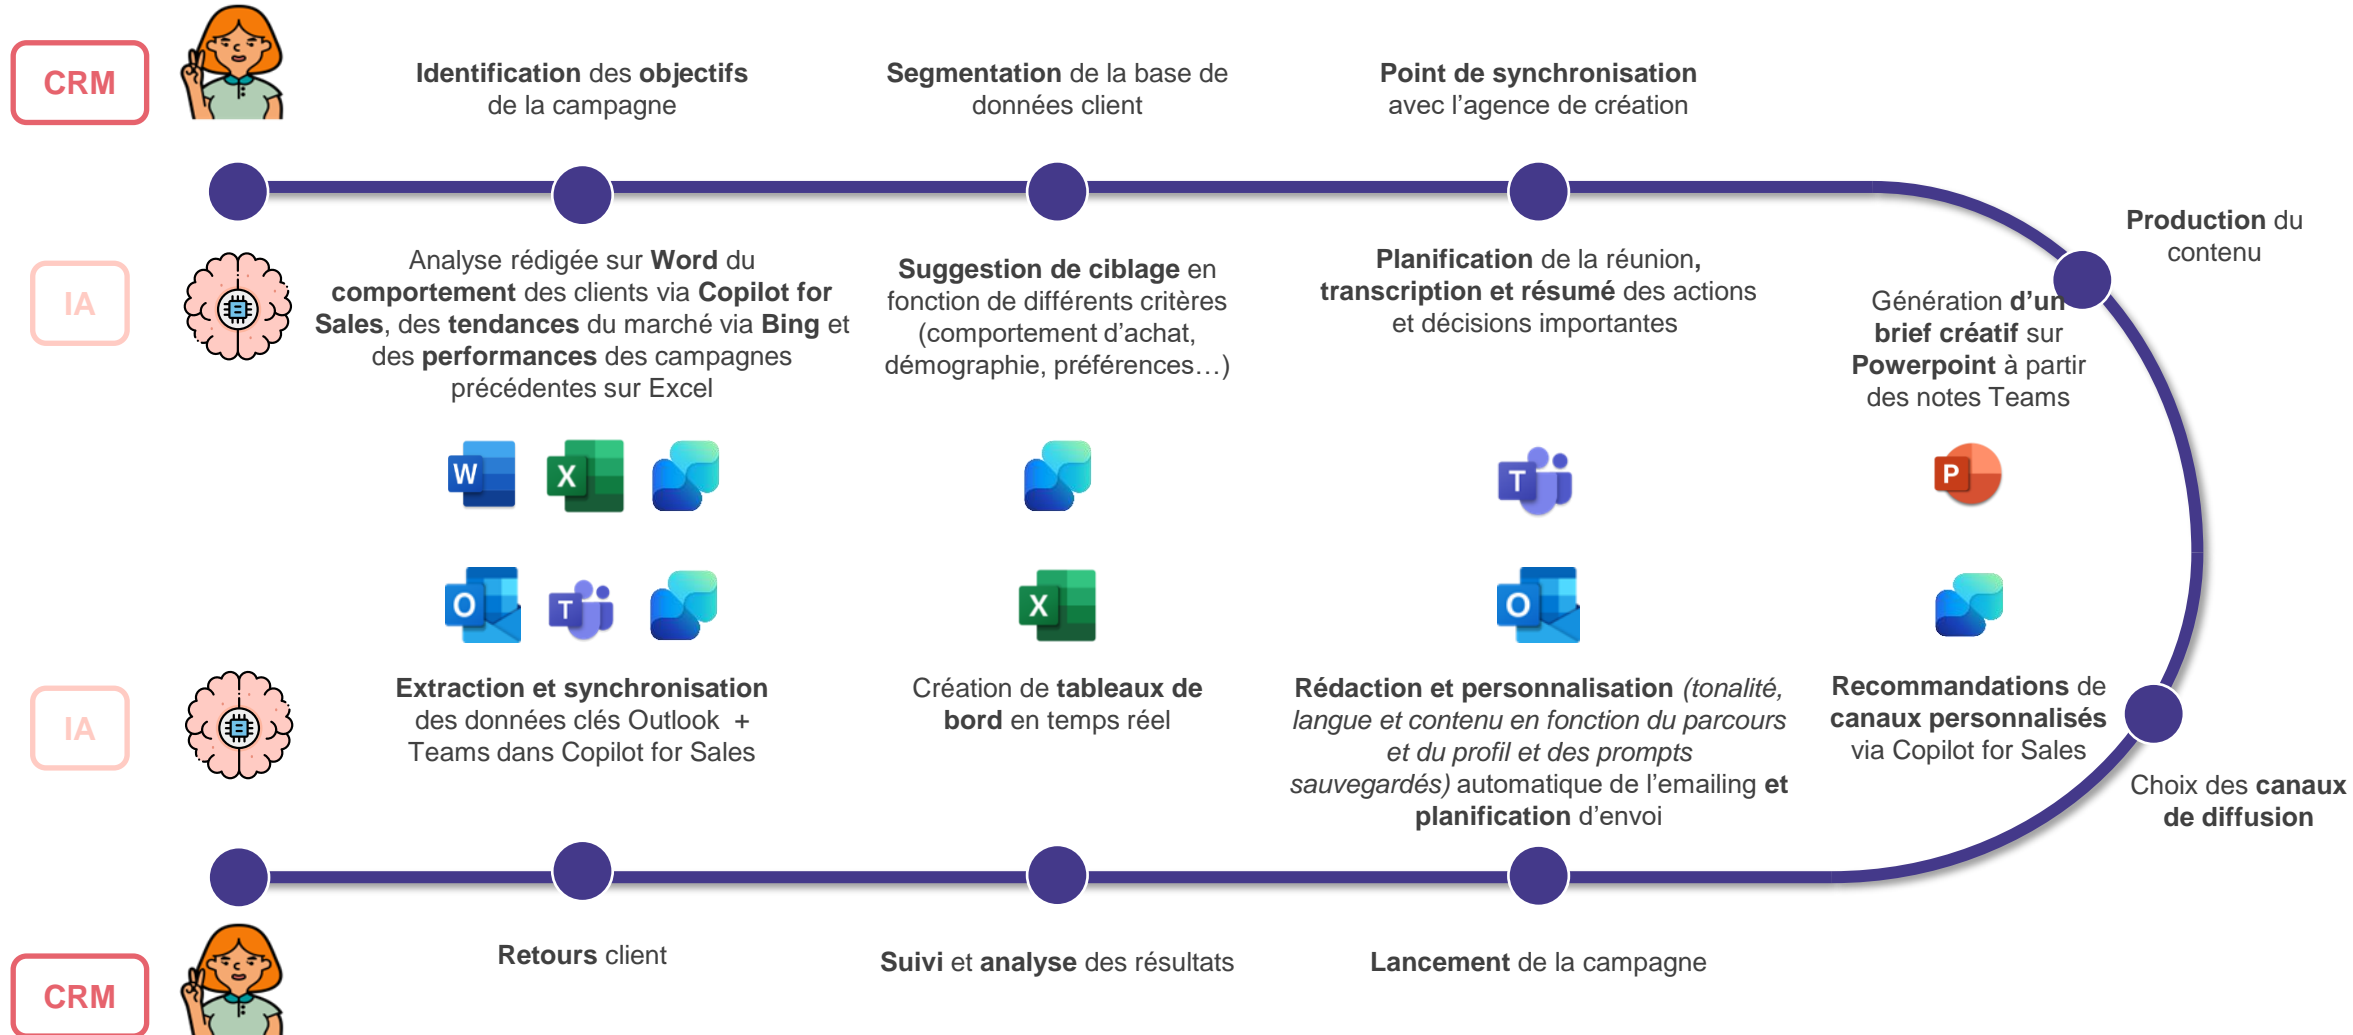 CRM
Identification des objectifs
de la campagne
Segmentation de la base de
données client
Point de synchronisation
avec l’agence de création
Production du
contenu
IA
Analyse rédigée sur Word du
comportement des clients via Copilot for
Sales, des tendances du marché via Bing et
des performances des campagnes
précédentes sur Excel
Suggestion de ciblage en
fonction de différents critères
(comportement d’achat,
démographie, préférences…)
Planification de la réunion,
transcription et résumé des actions
et décisions importantes
Génération d’un
brief créatif sur
Powerpoint à partir
des notes Teams
W
X
T
P
O
T
X
O
IA
Extraction et synchronisation
des données clés Outlook +
Teams dans Copilot for Sales
Création de tableaux de
bord en temps réel
Rédaction et personnalisation (tonalité,
langue et contenu en fonction du parcours
et du profil et des prompts
sauvegardés) automatique de l’emailing et
planification d’envoi
Recommandations de
canaux personnalisés
via Copilot for Sales
Choix des canaux
de diffusion
CRM
Retours client
Suivi et analyse des résultats
Lancement de la campagne